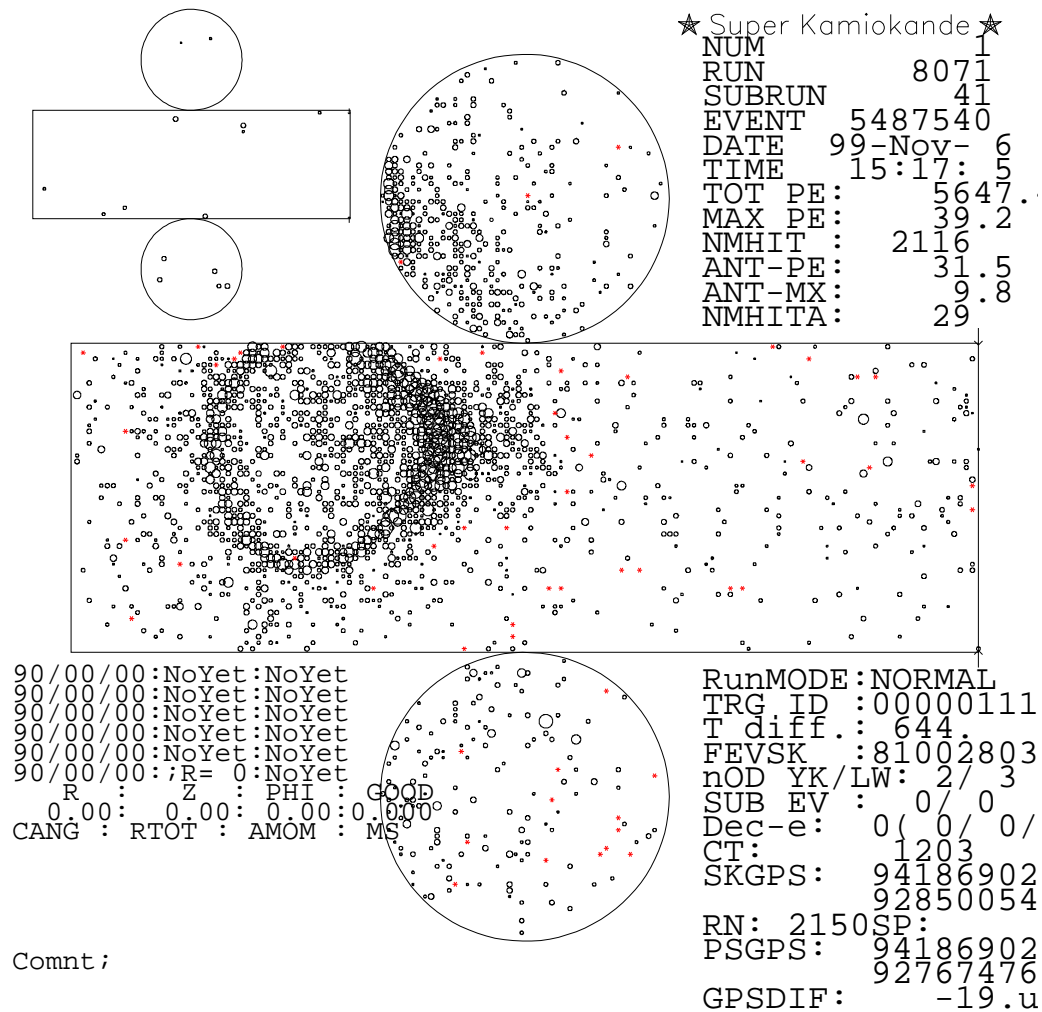 Super Kamiokande
NUM 1
RUN 8071
SUBRUN 41
EVENT 5487540
DATE 99-Nov- 6
TIME 15:17: 5
TOT PE: 5647.
MAX PE: 39.2
NMHIT : 2116
ANT-PE: 31.5
ANT-MX: 9.8
NMHITA: 29
90/00/00:NoYet:NoYet
90/00/00:NoYet:NoYet
90/00/00:NoYet:NoYet
90/00/00:NoYet:NoYet
90/00/00:NoYet:NoYet
90/00/00:;R= 0:NoYet
R : Z : PHI : GOOD
0.00: 0.00: 0.00:0.000
CANG : RTOT : AMOM : MS
Comnt;
RunMODE:NORMAL
TRG ID :00000111
T diff.: 644.
FEVSK :81002803
nOD YK/LW: 2/ 3
SUB EV : 0/ 0
Dec-e: 0( 0/ 0/
CT: 1203
SKGPS: 94186902
92850054
RN: 2150SP:
PSGPS: 94186902
92767476
GPSDIF: -19.u